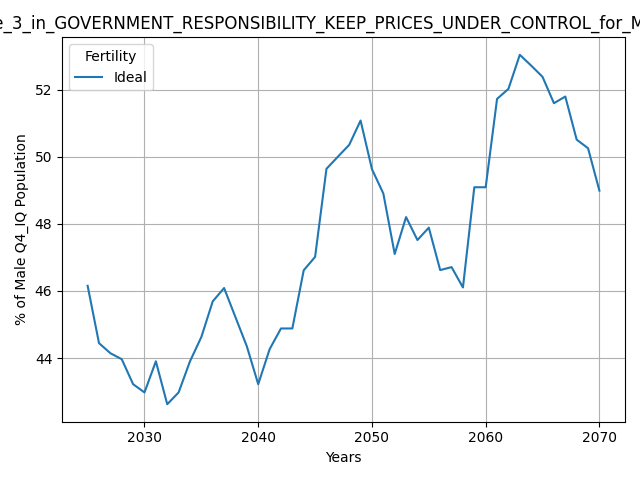 e_3_in_GOVERNMENT_RESPONSIBILITY_KEEP_PRICES_UNDER_CONTROL_for_M
Fertility
Ideal
% of Male Q4_IQ Population
52
50
48
46
44
2030 2040 2050 2060 2070
Years